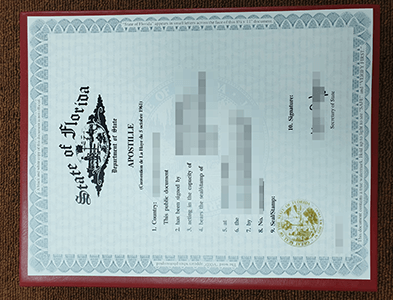 State of Florida
Department of State
APOSTILLE
(Convention de La Haye du 5 octobre 1961)
1. Country:
This public document
2. has been signed by
3. acting in the capacity of
4. bears the seal/stamp of
5. at
6. the
7. by
8. No.
9. Seal/Stamp:
10. Signature:
Secretary of State